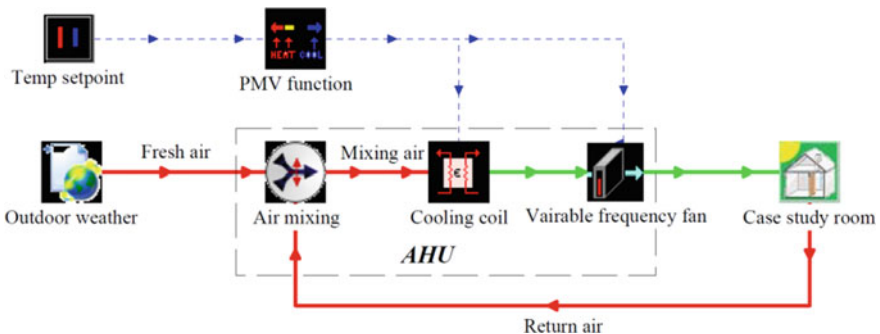 Temp setpoint
PMV function
HEAT COOL
Fresh air
Mixing air
Outdoor weather
Air mixing
Cooling coil
Vairable frequency fan
Case study room
AHU
Return air
€